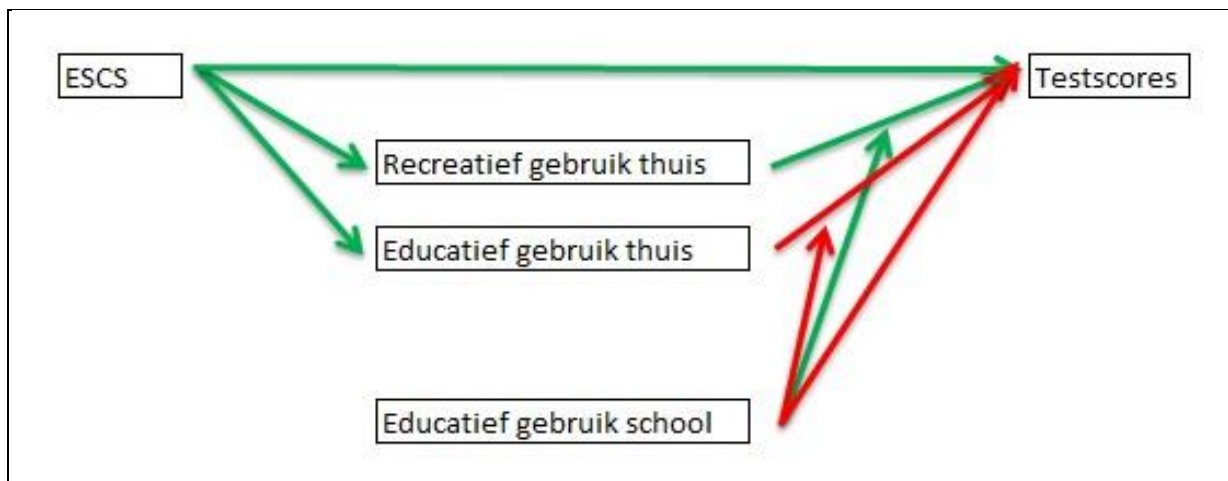 ESCS
Testscores
Recreatief gebruik thuis
Educatief gebruik thuis
Educatief gebruik school